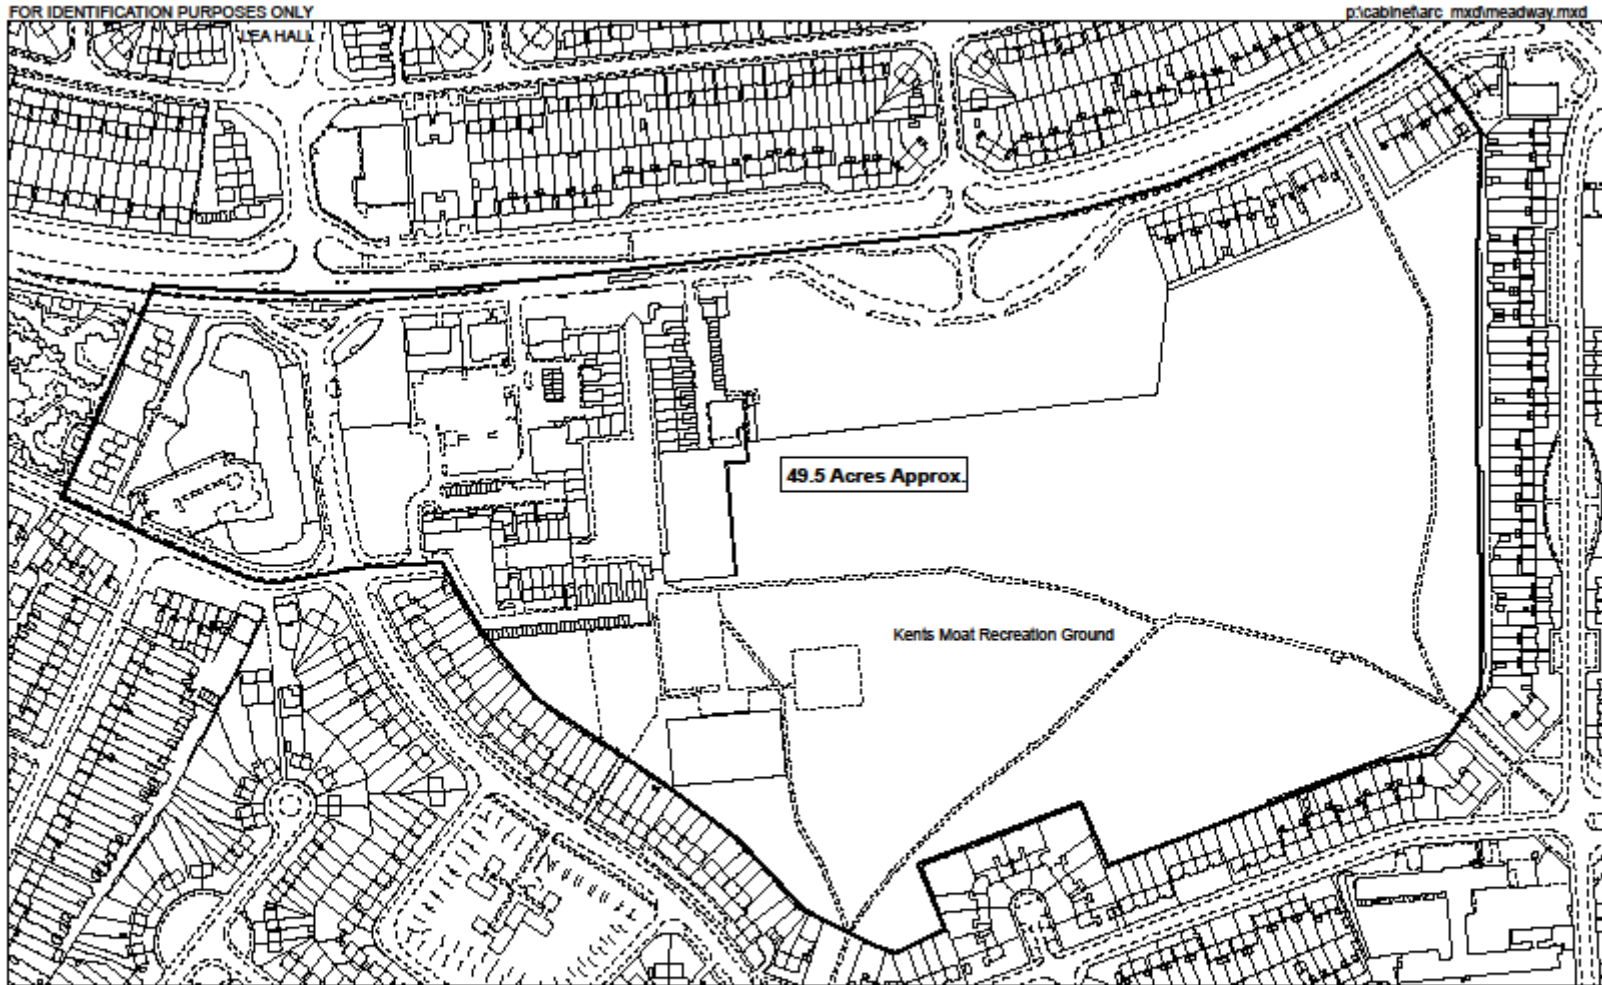 FOR IDENTIFICATION PURPOSES ONLY
p:\cabinet\arc_mxd\meadway.mxd
LEA HALL
49.5 Acres Approx.
Kents Moat Recreation Ground